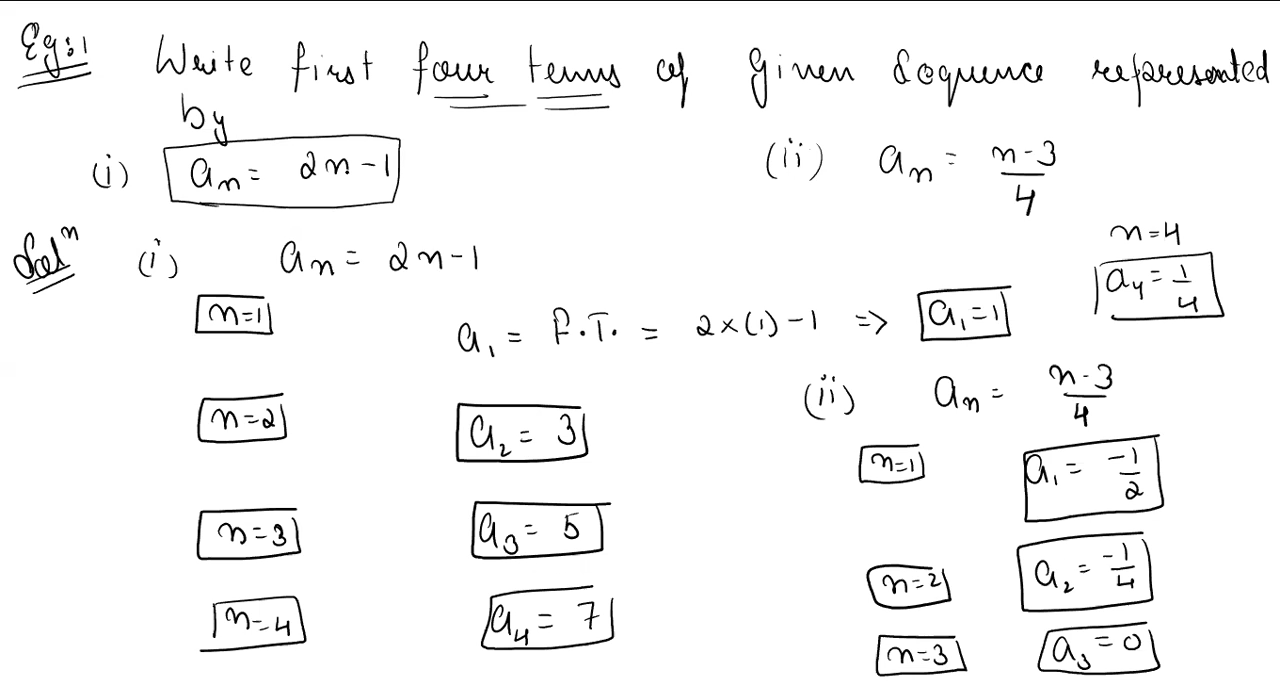 Eg:1 Write first four terms of given sequence represented
by
(i) aₙ = 2n-1 (ii) aₙ = n-3/4
Solⁿ (i) aₙ = 2n-1
n=1 a₁ = F.T. = 2×(1)-1 => a₁=1
n=2 a₂ = 3
n=3 a₃ = 5
n=4 a₄ = 7
(ii) aₙ = n-3/4
n=1 a₁ = -1/2
n=2 a₂ = -1/4
n=3 a₃ = 0
n=4
a₄ = 1/4